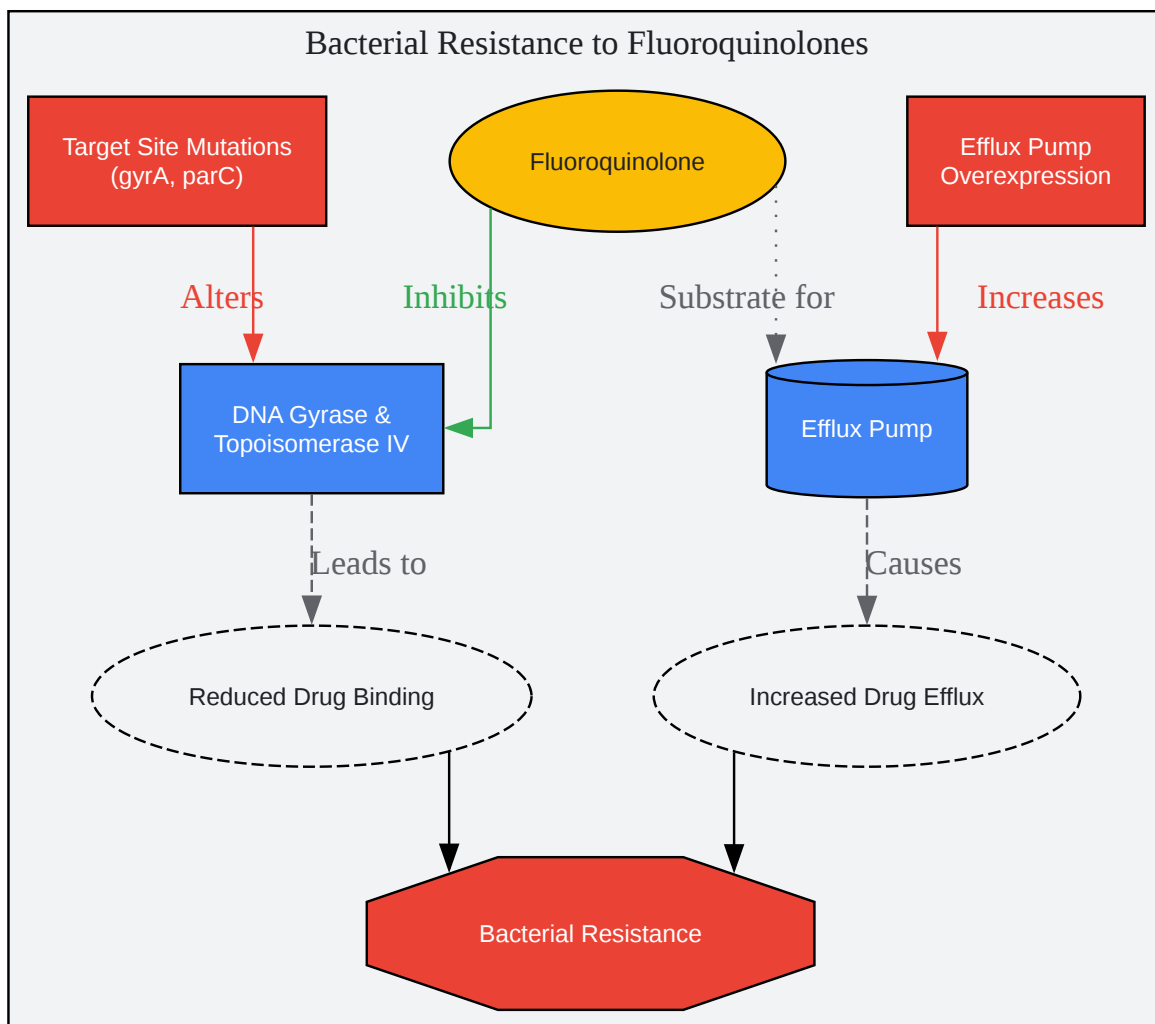 Bacterial Resistance to Fluoroquinolones
Target Site Mutations
(gyrA, parC)
Fluoroquinolone
Efflux Pump
Overexpression
Alters
Inhibits
Substrate for
Increases
DNA Gyrase &
Topoisomerase IV
Efflux Pump
Leads to
Causes
Reduced Drug Binding
Increased Drug Efflux
Bacterial Resistance